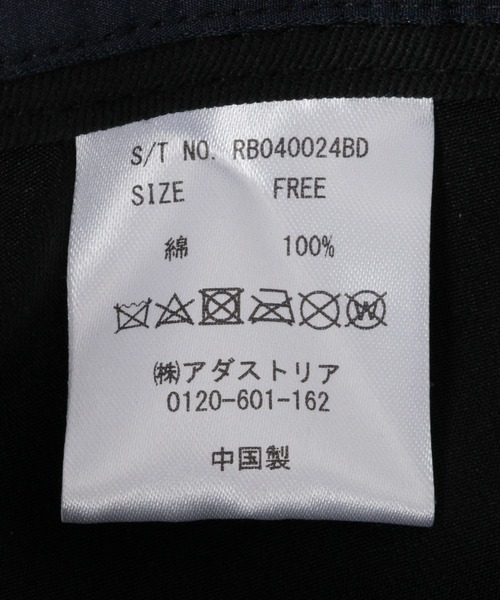 S/T NO. RB040024BD
SIZE FREE
綿 100%
㈱アダストリア
0120-601-162
中国製